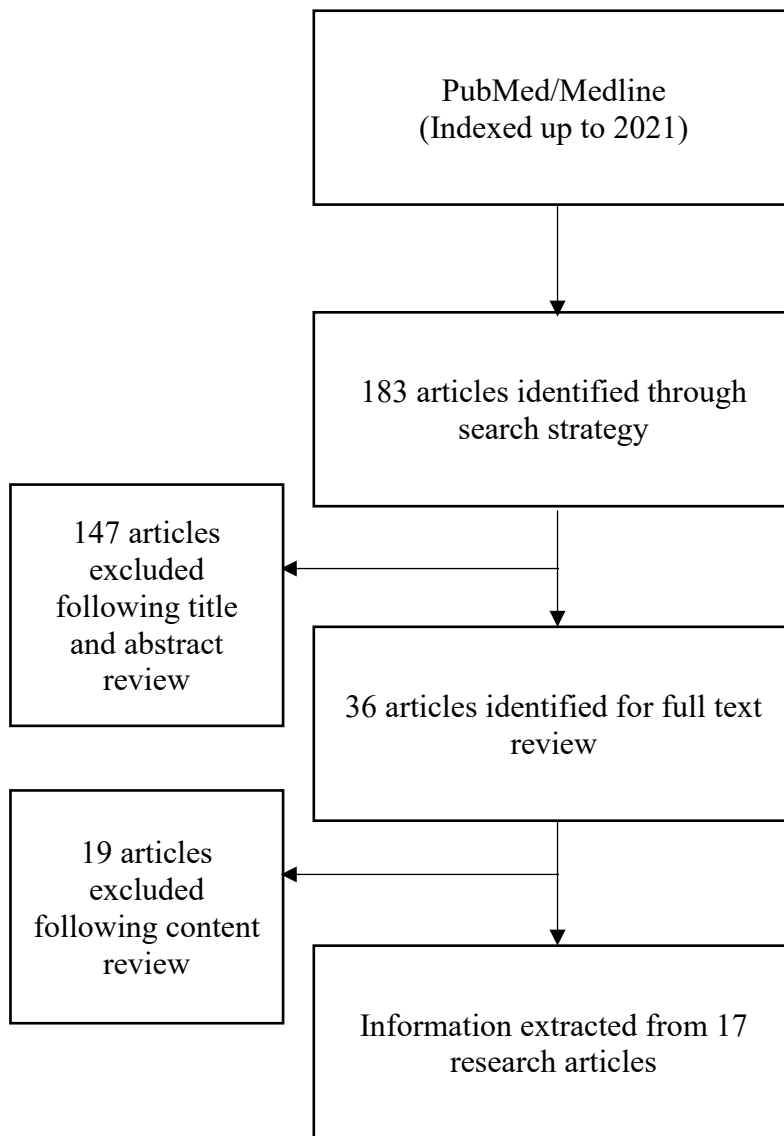 PubMed/Medline
(Indexed up to 2021)
183 articles identified through
search strategy
147 articles
excluded
following title
and abstract
review
36 articles identified for full text
review
19 articles
excluded
following content
review
Information extracted from 17
research articles